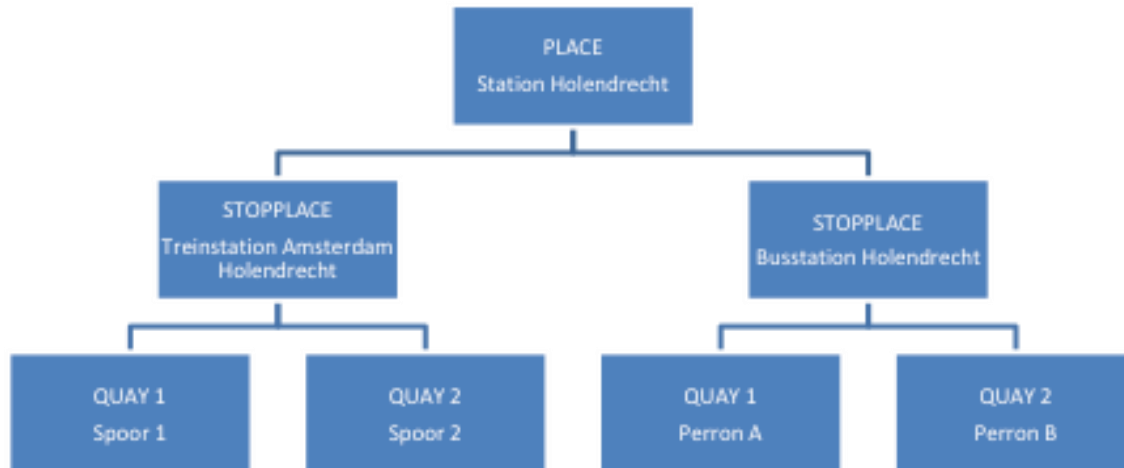 PLACE
Station Holendrecht
STOPPLACE
Treinstation Amsterdam
Holendrecht
STOPPLACE
Busstation Holendrecht
QUAY 1
Spoor 1
QUAY 2
Spoor 2
QUAY 1
Perron A
QUAY 2
Perron B